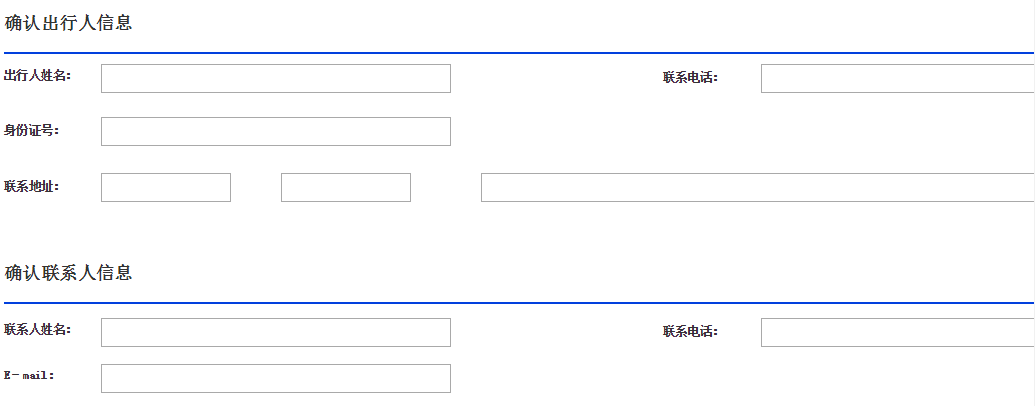 确认出行人信息
出行人姓名： 联系电话：
身份证号：
联系地址：
确认联系人信息
联系人姓名： 联系电话：
E－mail：